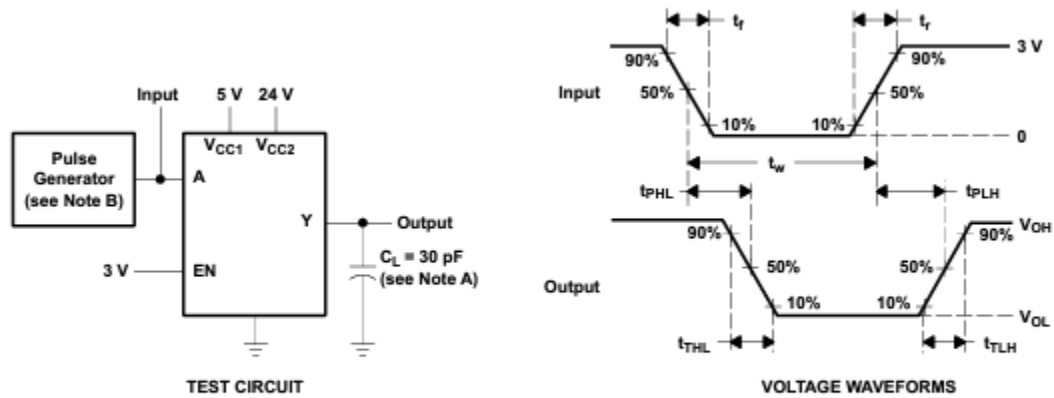 Input
5 V
24 V
VCC1
VCC2
Pulse
Generator
(see Note B)
A
Y
Output
CL = 30 pF
(see Note A)
3 V
EN
TEST CIRCUIT
tf
tr
3 V
90%
90%
Input
50%
50%
10%
10%
0
tw
tPHL
tPLH
VOH
90%
90%
50%
50%
Output
10%
10%
VOL
tTHL
tTLH
VOLTAGE WAVEFORMS